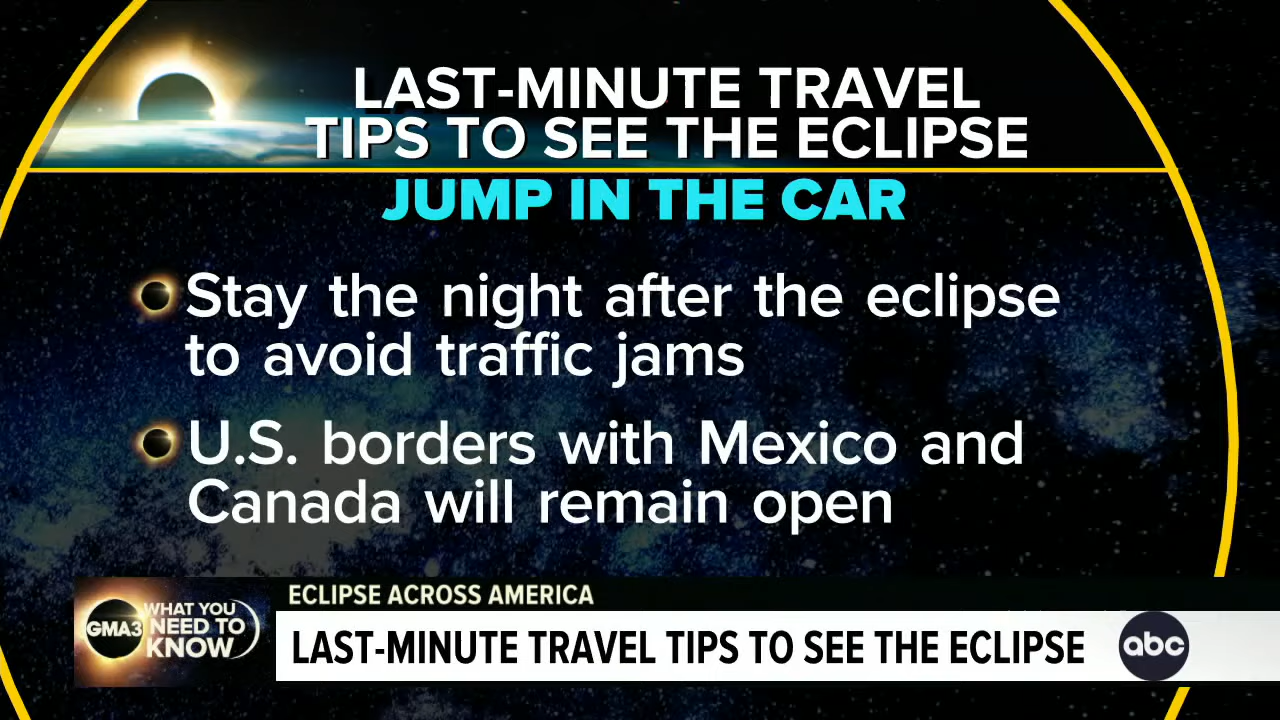 LAST-MINUTE TRAVEL
TIPS TO SEE THE ECLIPSE
JUMP IN THE CAR
Stay the night after the eclipse
to avoid traffic jams
U.S. borders with Mexico and
Canada will remain open
GMA3
WHAT YOU
NEED TO
KNOW
ECLIPSE ACROSS AMERICA
LAST-MINUTE TRAVEL TIPS TO SEE THE ECLIPSE
abc